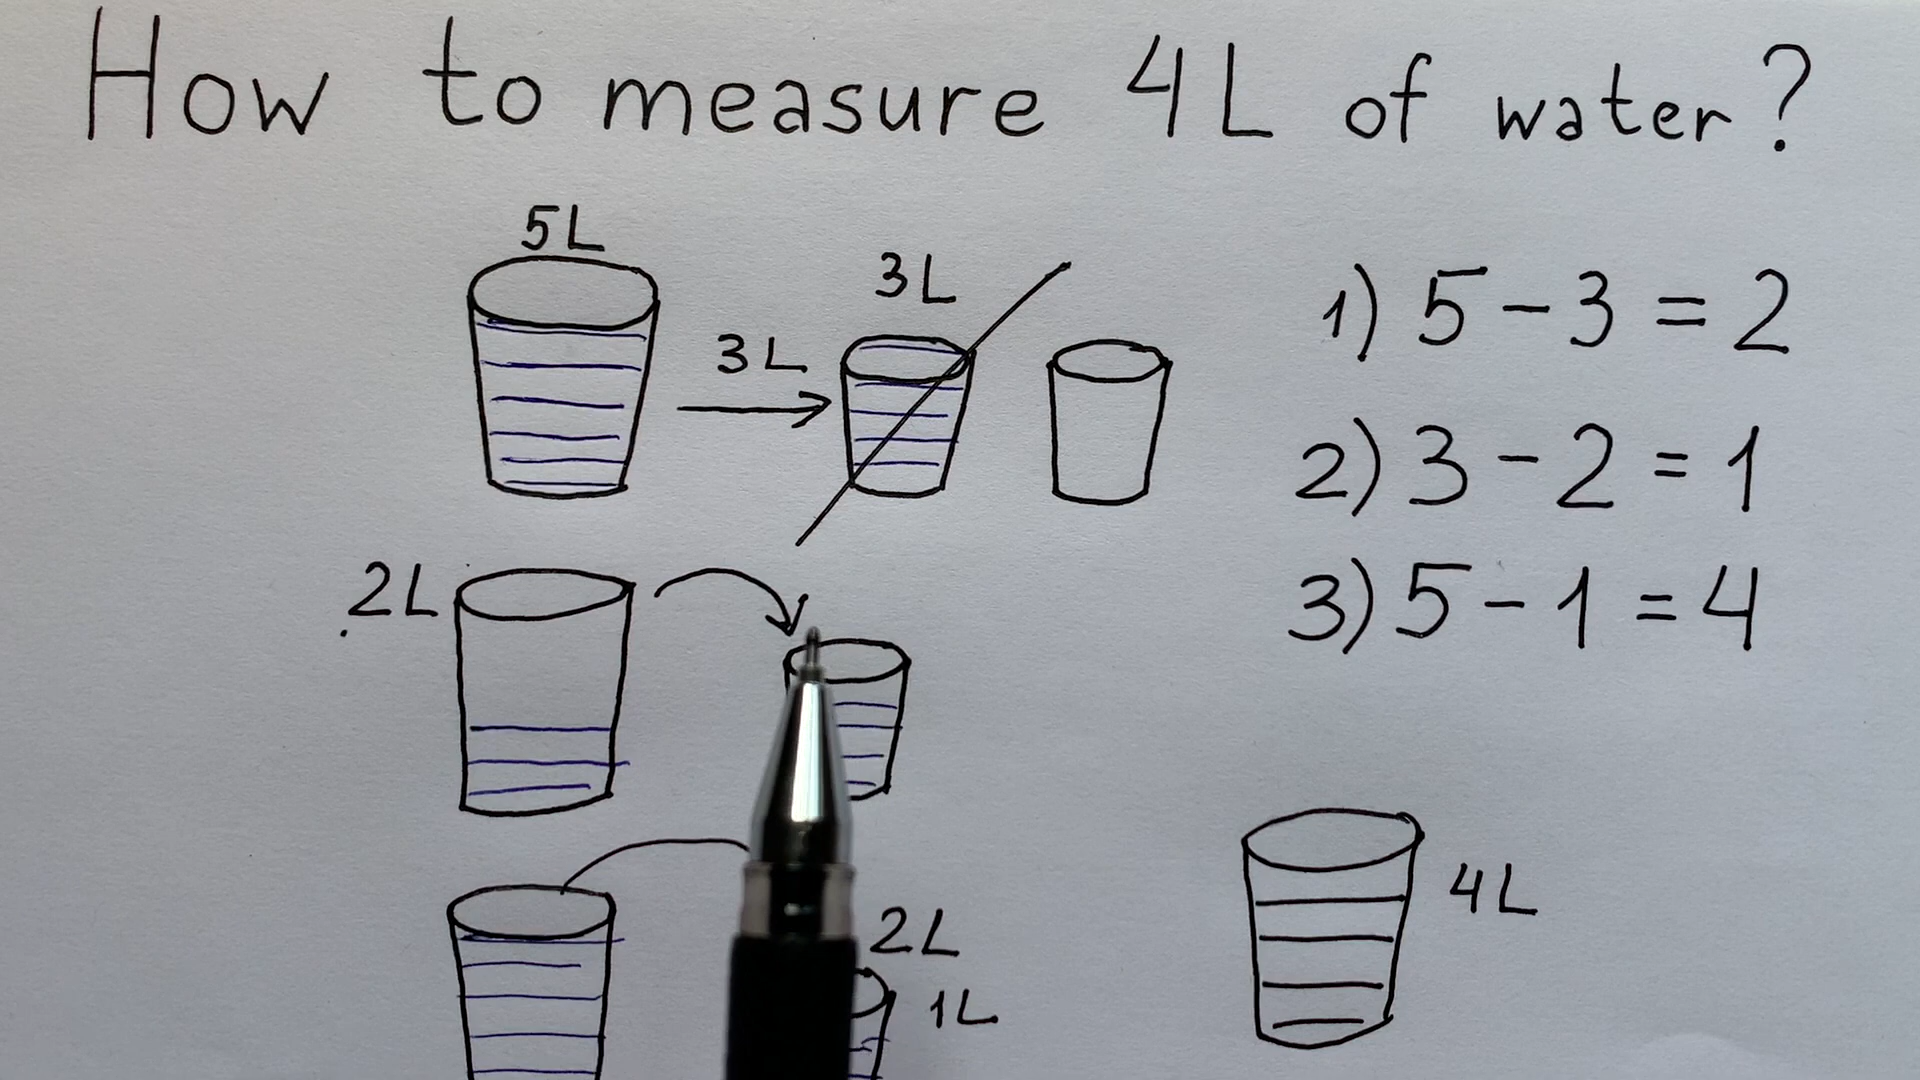 How to measure 4L of water?
5L
3L
3L
1) 5 - 3 = 2
2) 3 - 2 = 1
3) 5 - 1 = 4
2L
2L
1L
4L